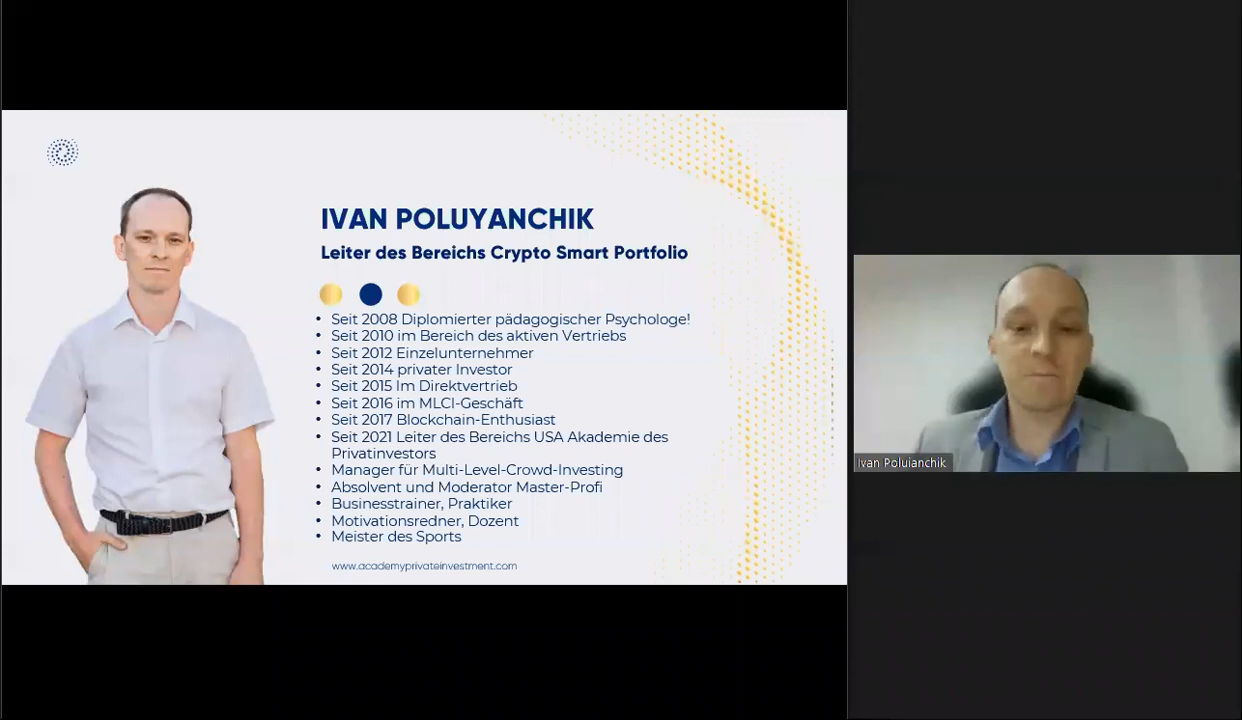 IVAN POLUYANCHIK
Leiter des Bereichs Crypto Smart Portfolio
• Seit 2008 Diplomierter pädagogischer Psychologe!
• Seit 2010 im Bereich des aktiven Vertriebs
• Seit 2012 Einzelunternehmer
• Seit 2014 privater Investor
• Seit 2015 Im Direktvertrieb
• Seit 2016 im MLCI-Geschäft
• Seit 2017 Blockchain-Enthusiast
• Seit 2021 Leiter des Bereichs USA Akademie des
Privatinvestors
• Manager für Multi-Level-Crowd-Investing
• Absolvent und Moderator Master-Profi
• Businesstrainer, Praktiker
• Motivationsredner, Dozent
• Meister des Sports
www.academyprivateinvestment.com
Ivan Poluianchik